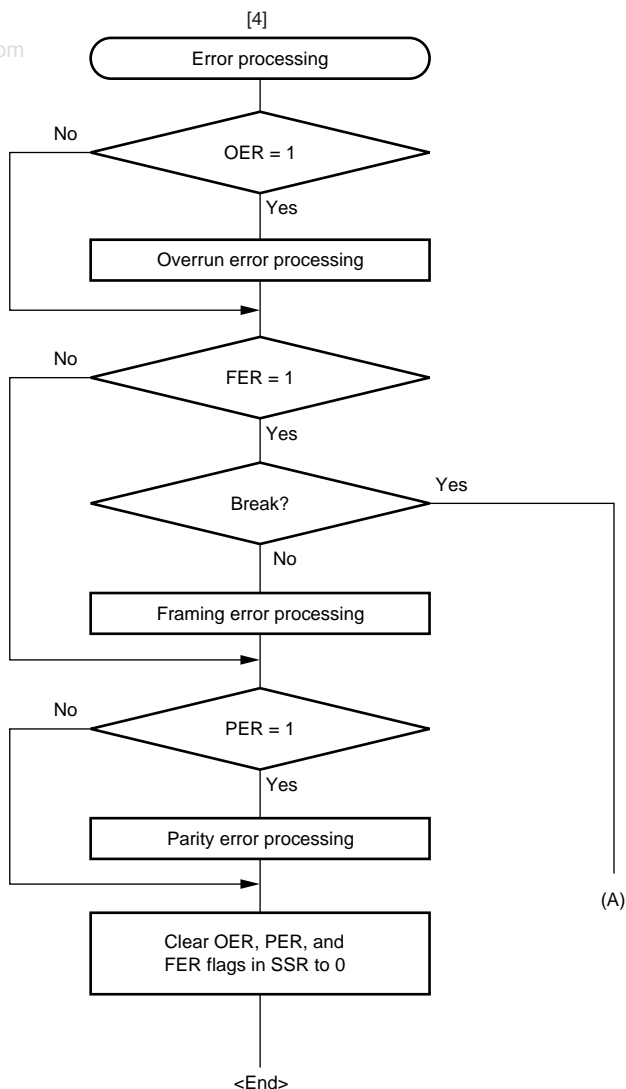 [4]
om
Error processing
No
OER = 1
Yes
Overrun error processing
No
FER = 1
Yes
Break?
Yes
No
Framing error processing
No
PER = 1
Yes
Parity error processing
(A)
Clear OER, PER, and
FER flags in SSR to 0
<End>